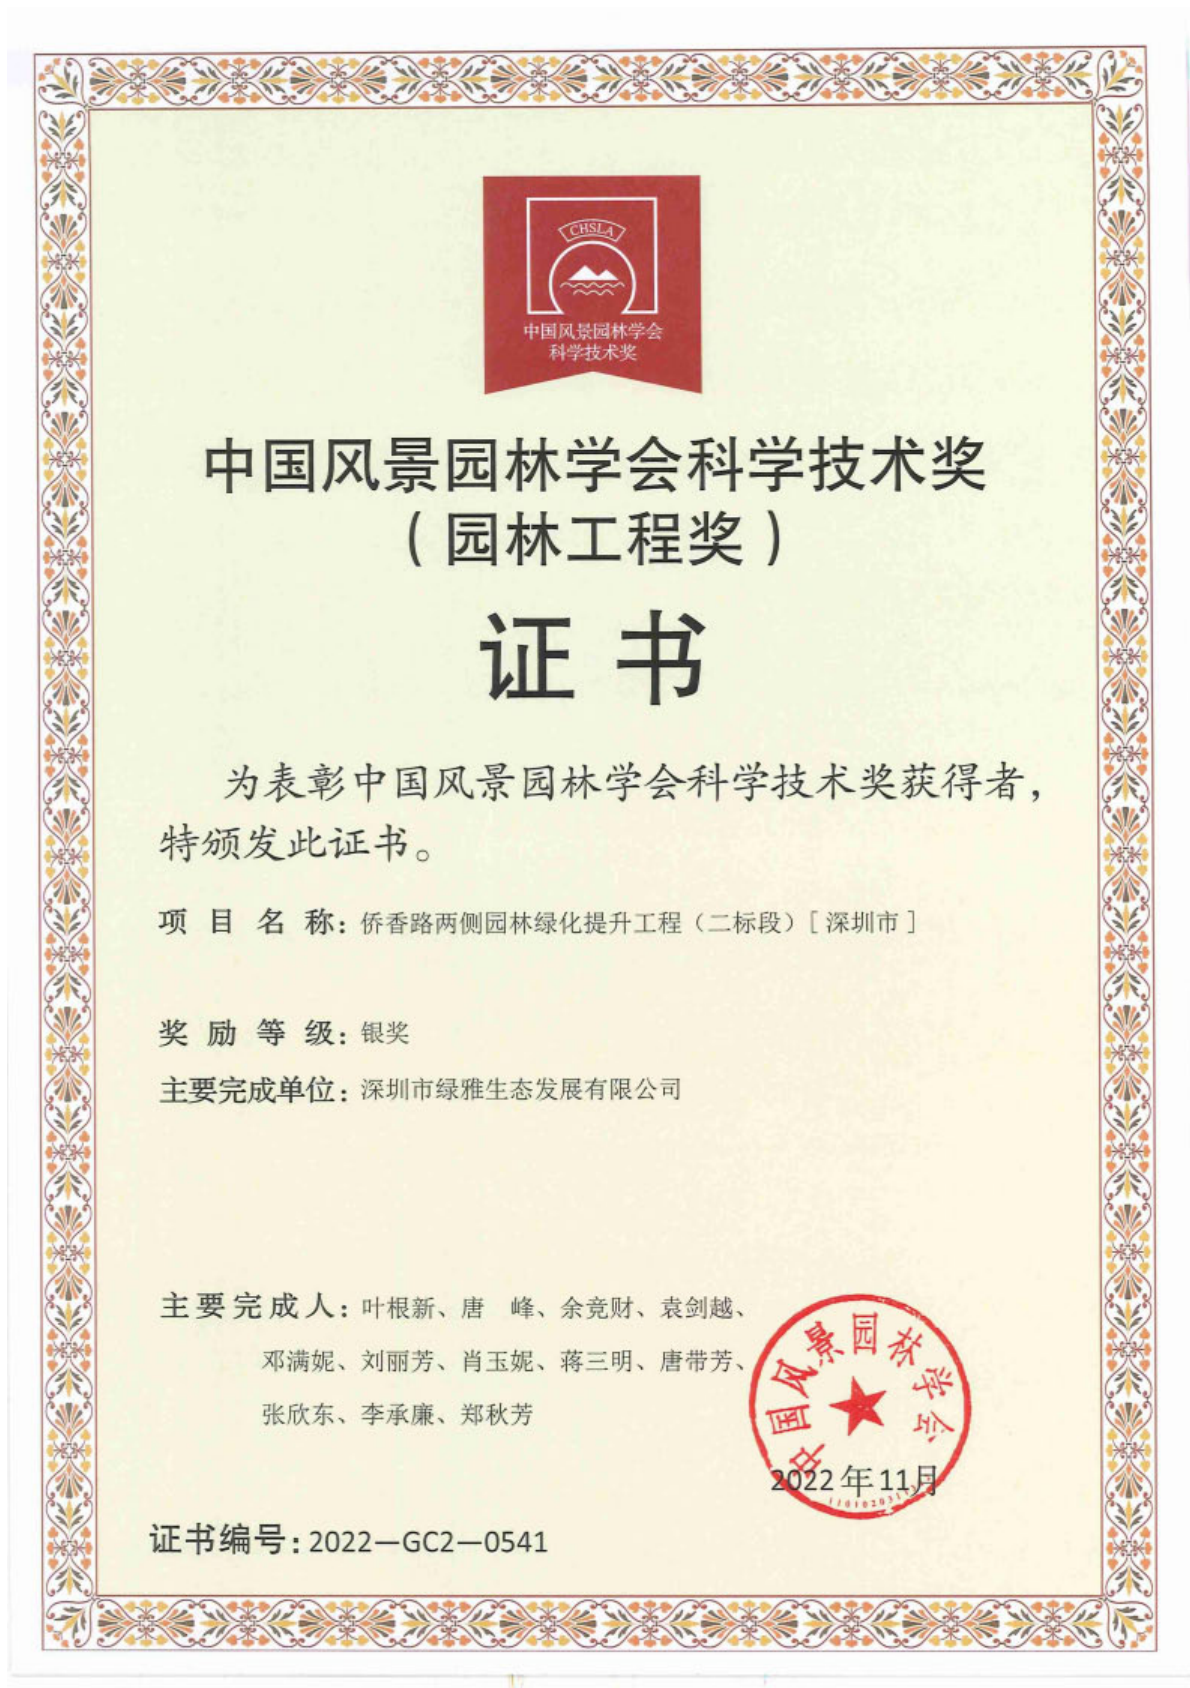 CHSLA
中国风景园林学会
科学技术奖
中国风景园林学会科学技术奖
（园林工程奖）
证书
为表彰中国风景园林学会科学技术奖获得者，
特颁发此证书。
项目名称：侨香路两侧园林绿化提升工程（二标段）［深圳市］
奖励等级：银奖
主要完成单位：深圳市绿雅生态发展有限公司
主要完成人：叶根新、唐　峰、余竞财、袁剑越、
邓满妮、刘丽芳、肖玉妮、蒋三明、唐带芳、
张欣东、李承廉、郑秋芳
中国风景园林学会
2022年11月
证书编号：2022—GC2—0541